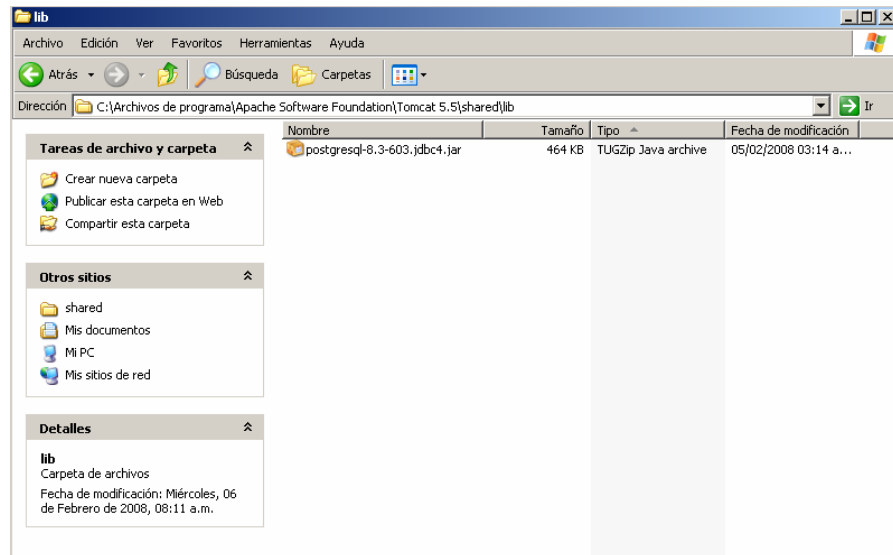 lib
Archivo Edición Ver Favoritos Herramientas Ayuda
Atrás Búsqueda Carpetas
Dirección C:\Archivos de programa\Apache Software Foundation\Tomcat 5.5\shared\lib Ir
Nombre Tamaño Tipo Fecha de modificación
postgresql-8.3-603.jdbc4.jar 464 KB TUGZip Java archive 05/02/2008 03:14 a...
Tareas de archivo y carpeta
Crear nueva carpeta
Publicar esta carpeta en Web
Compartir esta carpeta
Otros sitios
shared
Mis documentos
Mi PC
Mis sitios de red
Detalles
lib
Carpeta de archivos
Fecha de modificación: Miércoles, 06
de Febrero de 2008, 08:11 a.m.